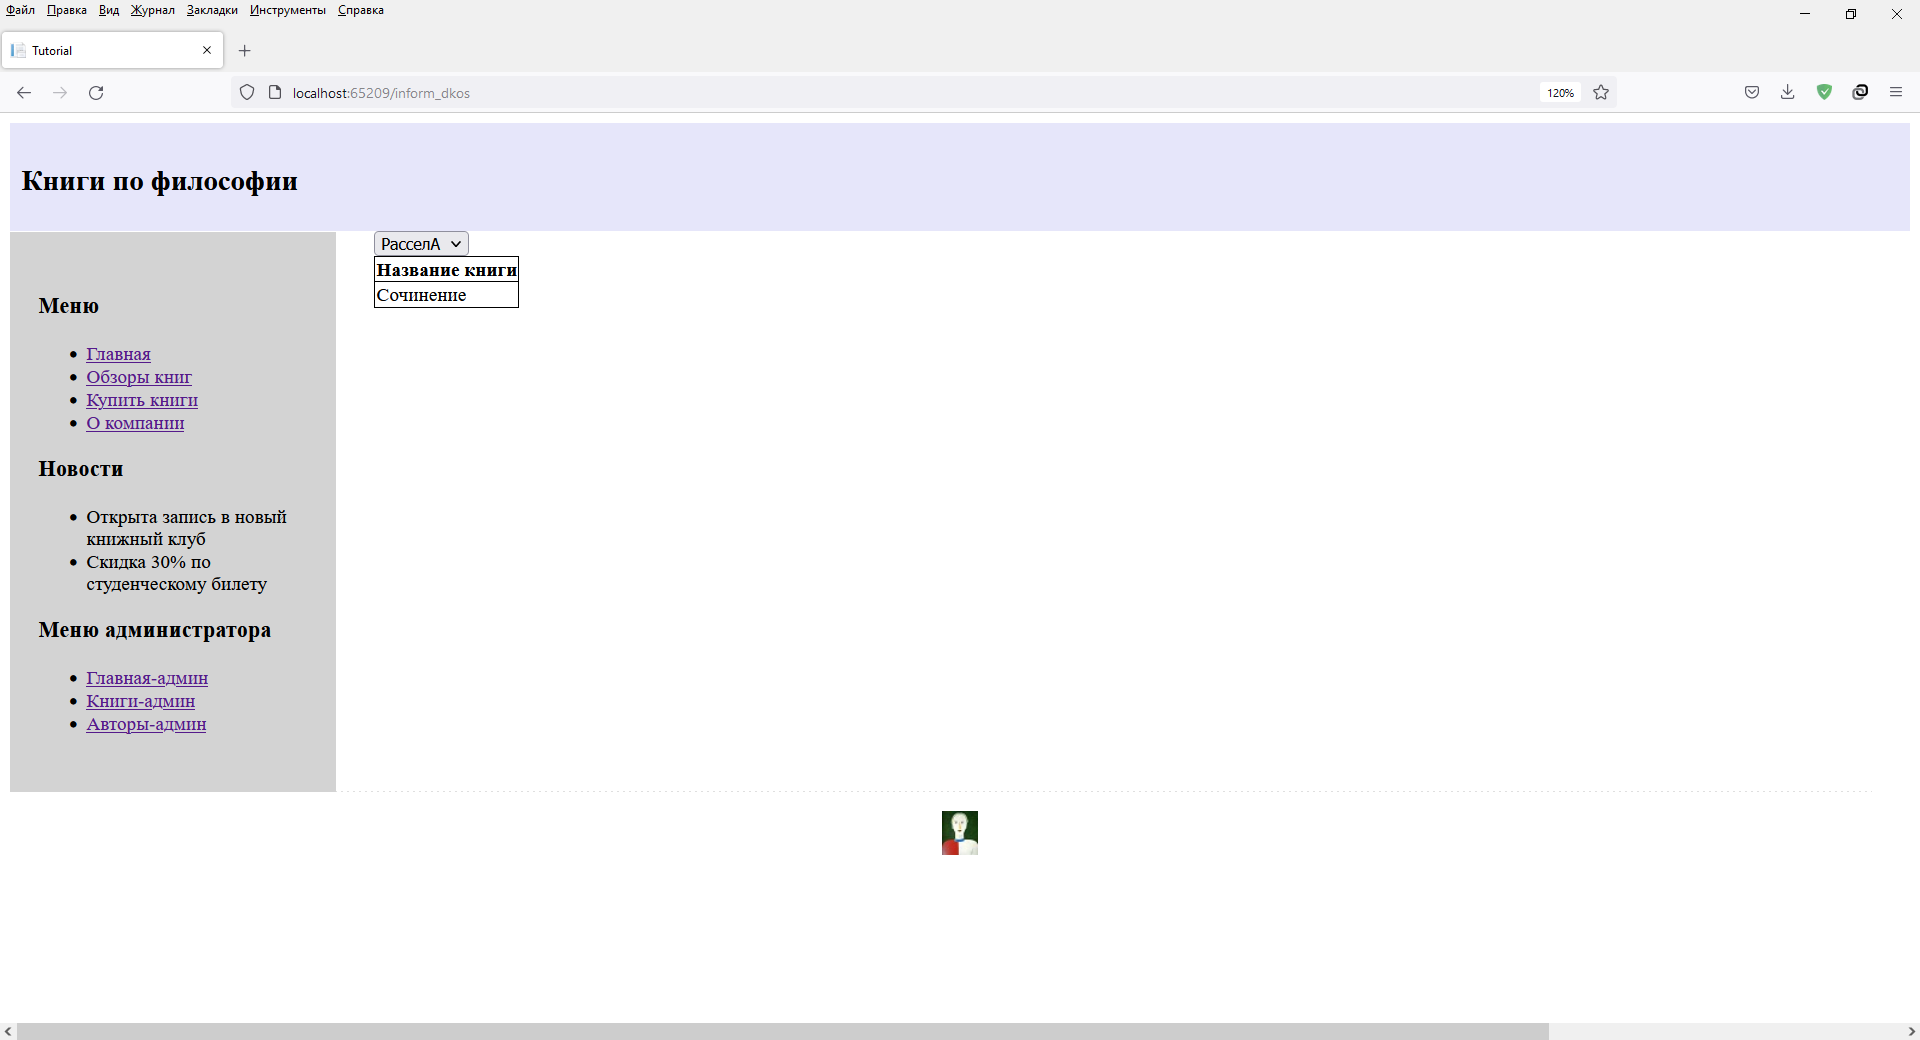 Файл Правка Вид Журнал Закладки Инструменты Справка
Tutorial
localhost:65209/inform_dkos
120%
Книги по философии
РасселА
Название книги
Сочинение
Меню
Главная
Обзоры книг
Купить книги
О компании
Новости
Открыта запись в новый
книжный клуб
Скидка 30% по
студенческому билету
Меню администратора
Главная-админ
Книги-админ
Авторы-админ